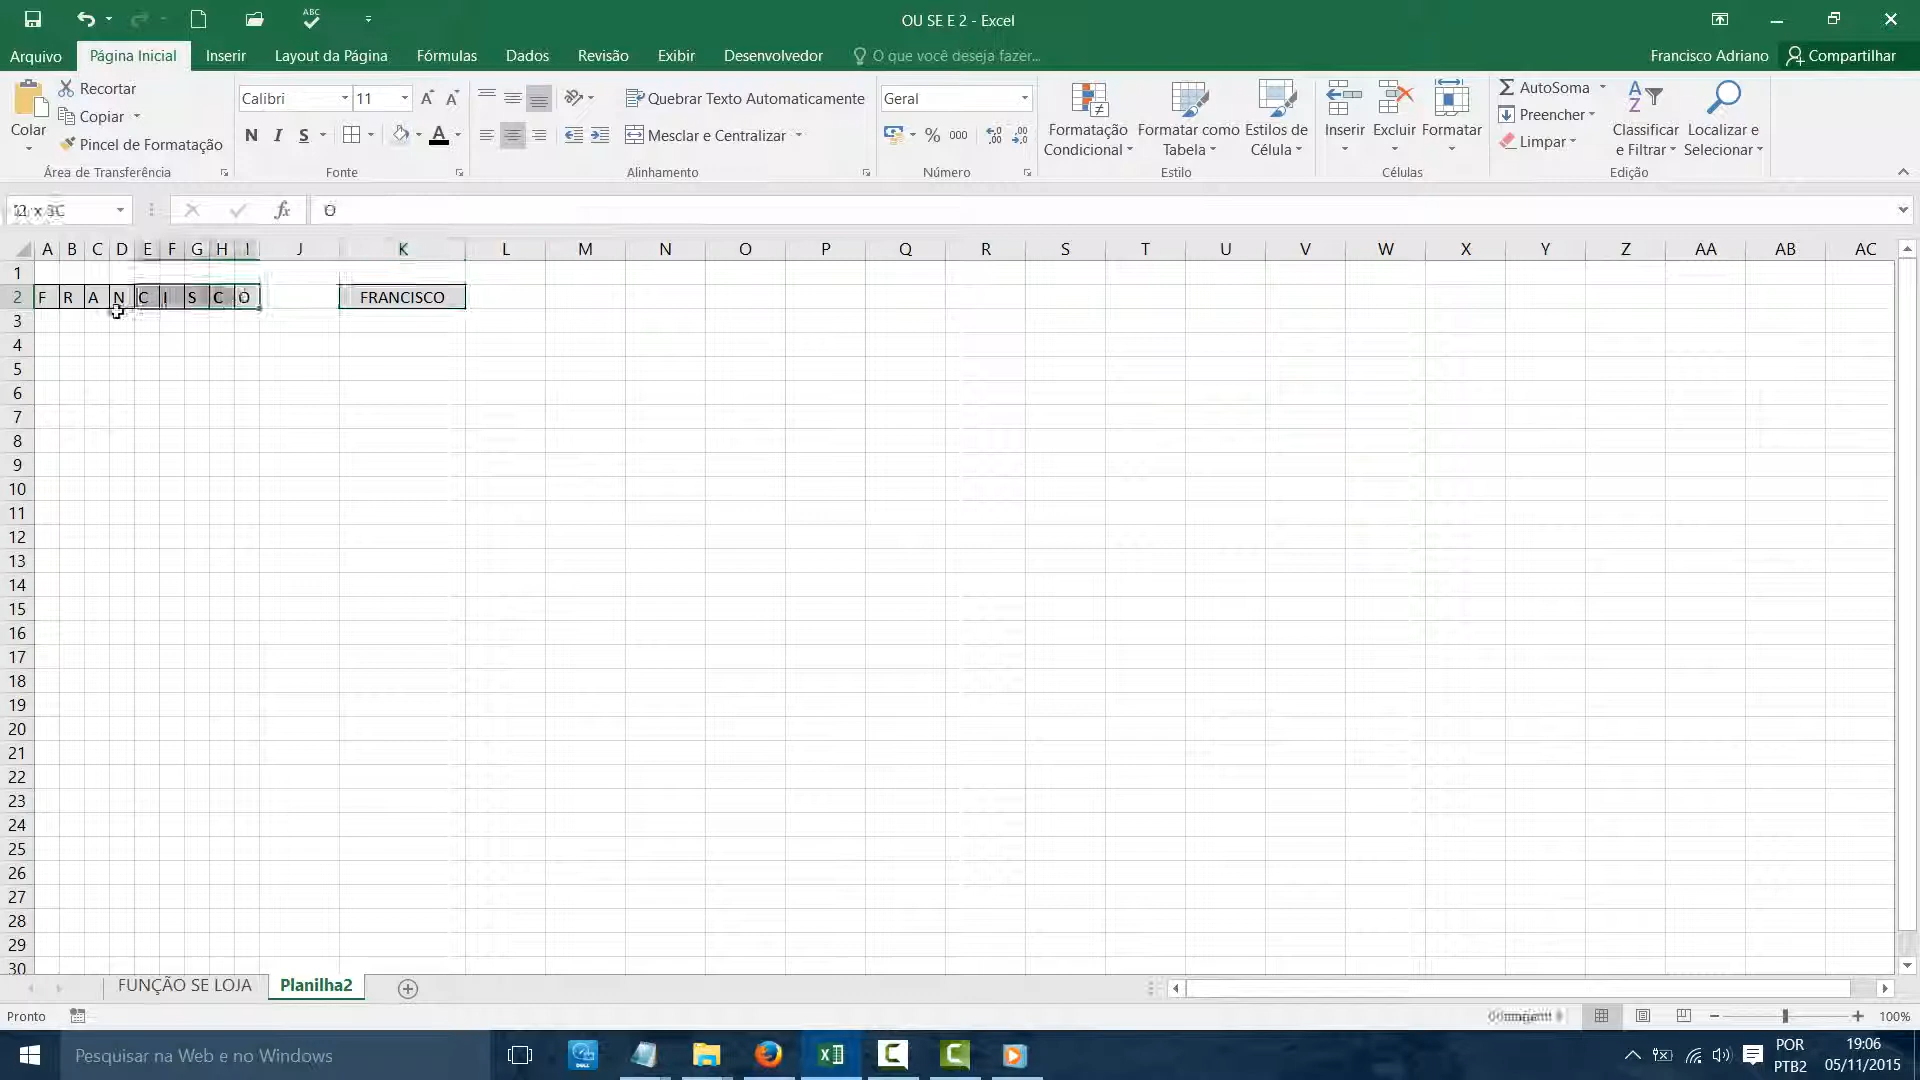 ABC
OU SE E 2 - Excel
Arquivo Página Inicial Inserir Layout da Página Fórmulas Dados Revisão Exibir Desenvolvedor O que você deseja fazer... Francisco Adriano Compartilhar
Colar
Recortar
Copiar
Pincel de Formatação
Área de Transferência
Calibri 11
N I S A
Fonte
Quebrar Texto Automaticamente
Mesclar e Centralizar
Alinhamento
Geral
% 000
Número
Formatação Condicional
Formatar como Tabela
Estilos de Célula
Estilo
Inserir Excluir Formatar
Células
AutoSoma
Preencher
Limpar
Classificar e Filtrar
Localizar e Selecionar
Edição
fx O
A B C D E F G H I J K L M N O P Q R S T U V W X Y Z AA AB AC
1
2 F R A N C I S C O FRANCISCO
3
4
5
6
7
8
9
10
11
12
13
14
15
16
17
18
19
20
21
22
23
24
25
26
27
28
29
30
FUNÇÃO SE LOJA Planilha2
Pronto 100%
Pesquisar na Web e no Windows
POR
PTB2
19:06
05/11/2015